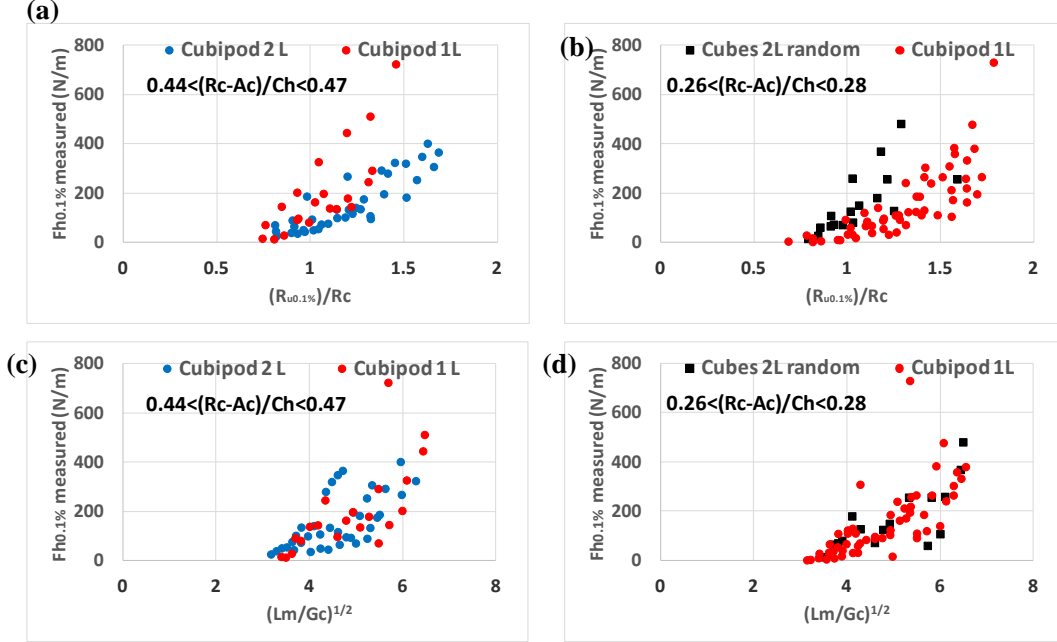 (a)
Fh0.1% measured (N/m)
800
600
400
200
0
Cubipod 2 L
Cubipod 1L
0.44<(Rc-Ac)/Ch<0.47
0
0.5
1
1.5
2
(Ru0.1%)/Rc
(b)
Fh0.1% measured (N/m)
800
600
400
200
0
Cubes 2L random
Cubipod 1L
0.26<(Rc-Ac)/Ch<0.28
0
0.5
1
1.5
2
(Ru0.1%)/Rc
(c)
Fh0.1% measured (N/m)
800
600
400
200
0
Cubipod 2 L
Cubipod 1 L
0.44<(Rc-Ac)/Ch<0.47
0
2
4
6
8
(Lm/Gc)1/2
(d)
Fh0.1% measured (N/m)
800
600
400
200
0
Cubes 2L random
Cubipod 1L
0.26<(Rc-Ac)/Ch<0.28
0
2
4
6
8
(Lm/Gc)1/2